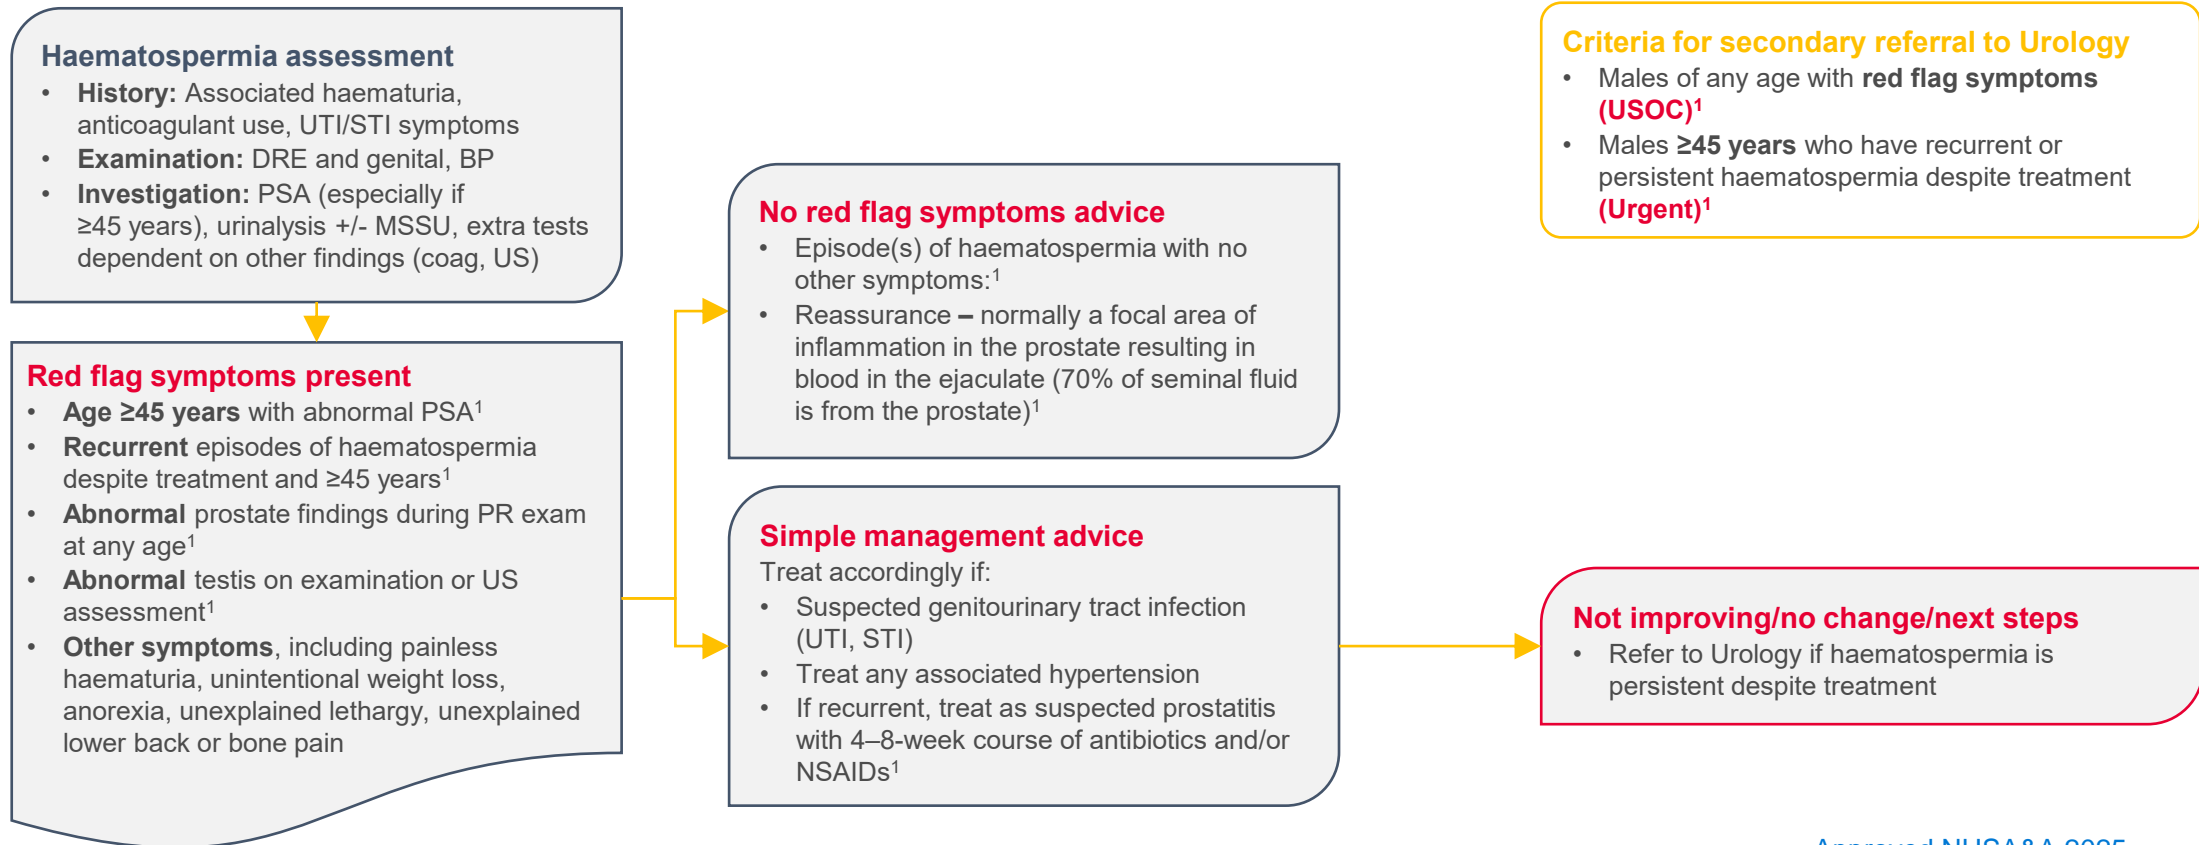 Haematospermia assessment
• History: Associated haematuria,
anticoagulant use, UTI/STI symptoms
• Examination: DRE and genital, BP
• Investigation: PSA (especially if
≥45 years), urinalysis +/- MSSU, extra tests
dependent on other findings (coag, US)
Red flag symptoms present
• Age ≥45 years with abnormal PSA¹
• Recurrent episodes of haematospermia
despite treatment and ≥45 years¹
• Abnormal prostate findings during PR exam
at any age¹
• Abnormal testis on examination or US
assessment¹
• Other symptoms, including painless
haematuria, unintentional weight loss,
anorexia, unexplained lethargy, unexplained
lower back or bone pain
No red flag symptoms advice
• Episode(s) of haematospermia with no
other symptoms:¹
• Reassurance – normally a focal area of
inflammation in the prostate resulting in
blood in the ejaculate (70% of seminal fluid
is from the prostate)¹
Simple management advice
Treat accordingly if:
• Suspected genitourinary tract infection
(UTI, STI)
• Treat any associated hypertension
• If recurrent, treat as suspected prostatitis
with 4–8-week course of antibiotics and/or
NSAIDs¹
Criteria for secondary referral to Urology
• Males of any age with red flag symptoms
(USOC)¹
• Males ≥45 years who have recurrent or
persistent haematospermia despite treatment
(Urgent)¹
Not improving/no change/next steps
• Refer to Urology if haematospermia is
persistent despite treatment
Approved NHSA&A 2025